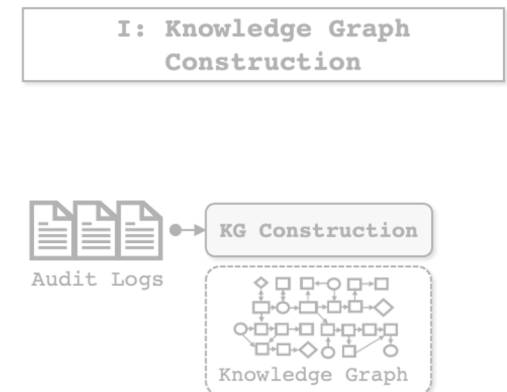 I: Knowledge Graph
Construction
KG Construction
Audit Logs
Knowledge Graph